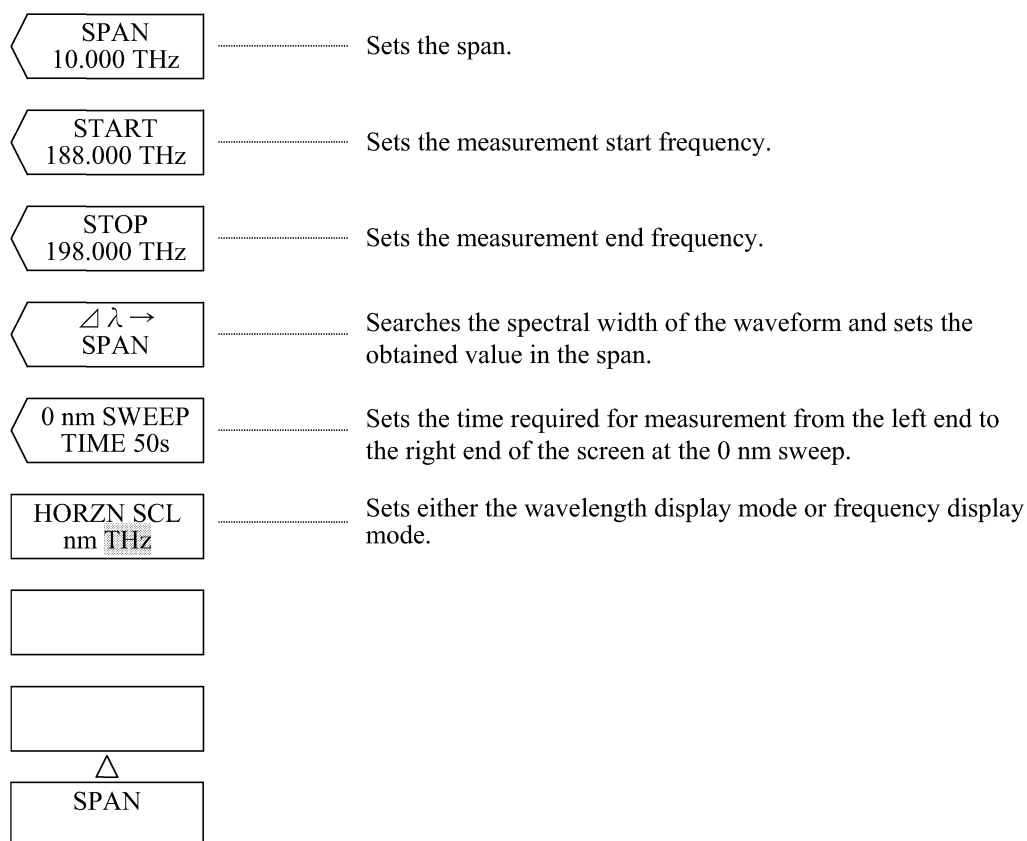 SPAN
10.000 THz
Sets the span.
START
188.000 THz
Sets the measurement start frequency.
STOP
198.000 THz
Sets the measurement end frequency.
⊿ λ →
SPAN
Searches the spectral width of the waveform and sets the
obtained value in the span.
0 nm SWEEP
TIME 50s
Sets the time required for measurement from the left end to
the right end of the screen at the 0 nm sweep.
HORZN SCL
nm THz
Sets either the wavelength display mode or frequency display
mode.
SPAN